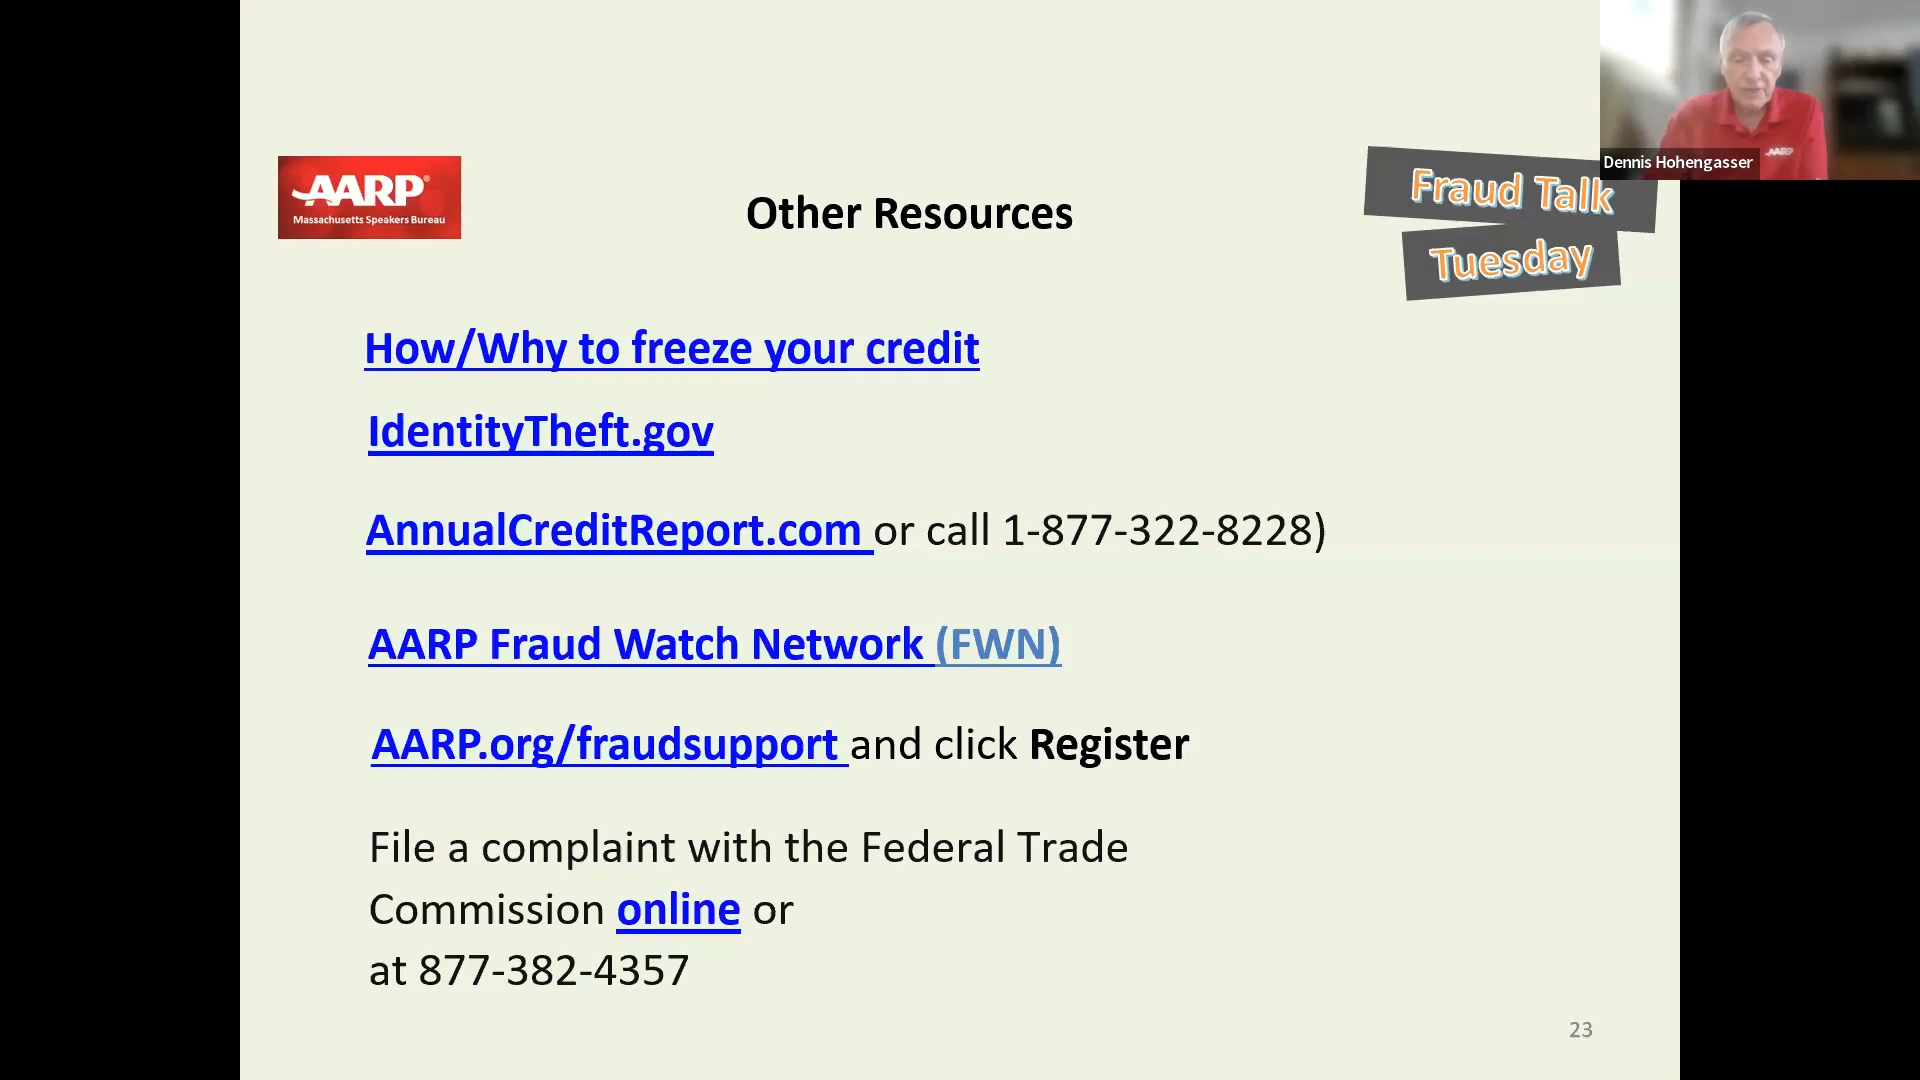 Dennis Hohengasser
AARP®
Massachusetts Speakers Bureau
Other Resources
Fraud Talk
Tuesday
How/Why to freeze your credit
IdentityTheft.gov
AnnualCreditReport.com or call 1-877-322-8228)
AARP Fraud Watch Network (FWN)
AARP.org/fraudsupport and click Register
File a complaint with the Federal Trade
Commission online or
at 877-382-4357
23
AARP